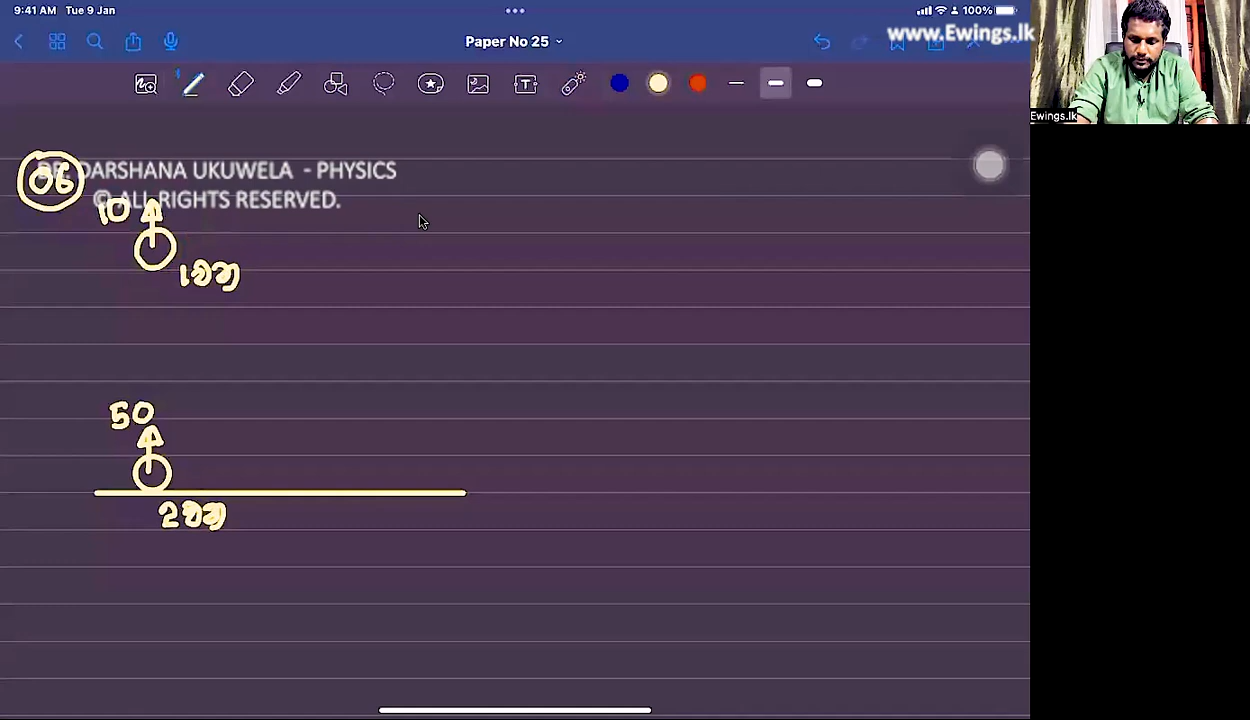 9:41 AM Tue 9 Jan
100%
www.Ewings.lk
Paper No 25
T
Ewings.lk
06
DARSHANA UKUWELA - PHYSICS
© ALL RIGHTS RESERVED.
10
1වන
50
2වන